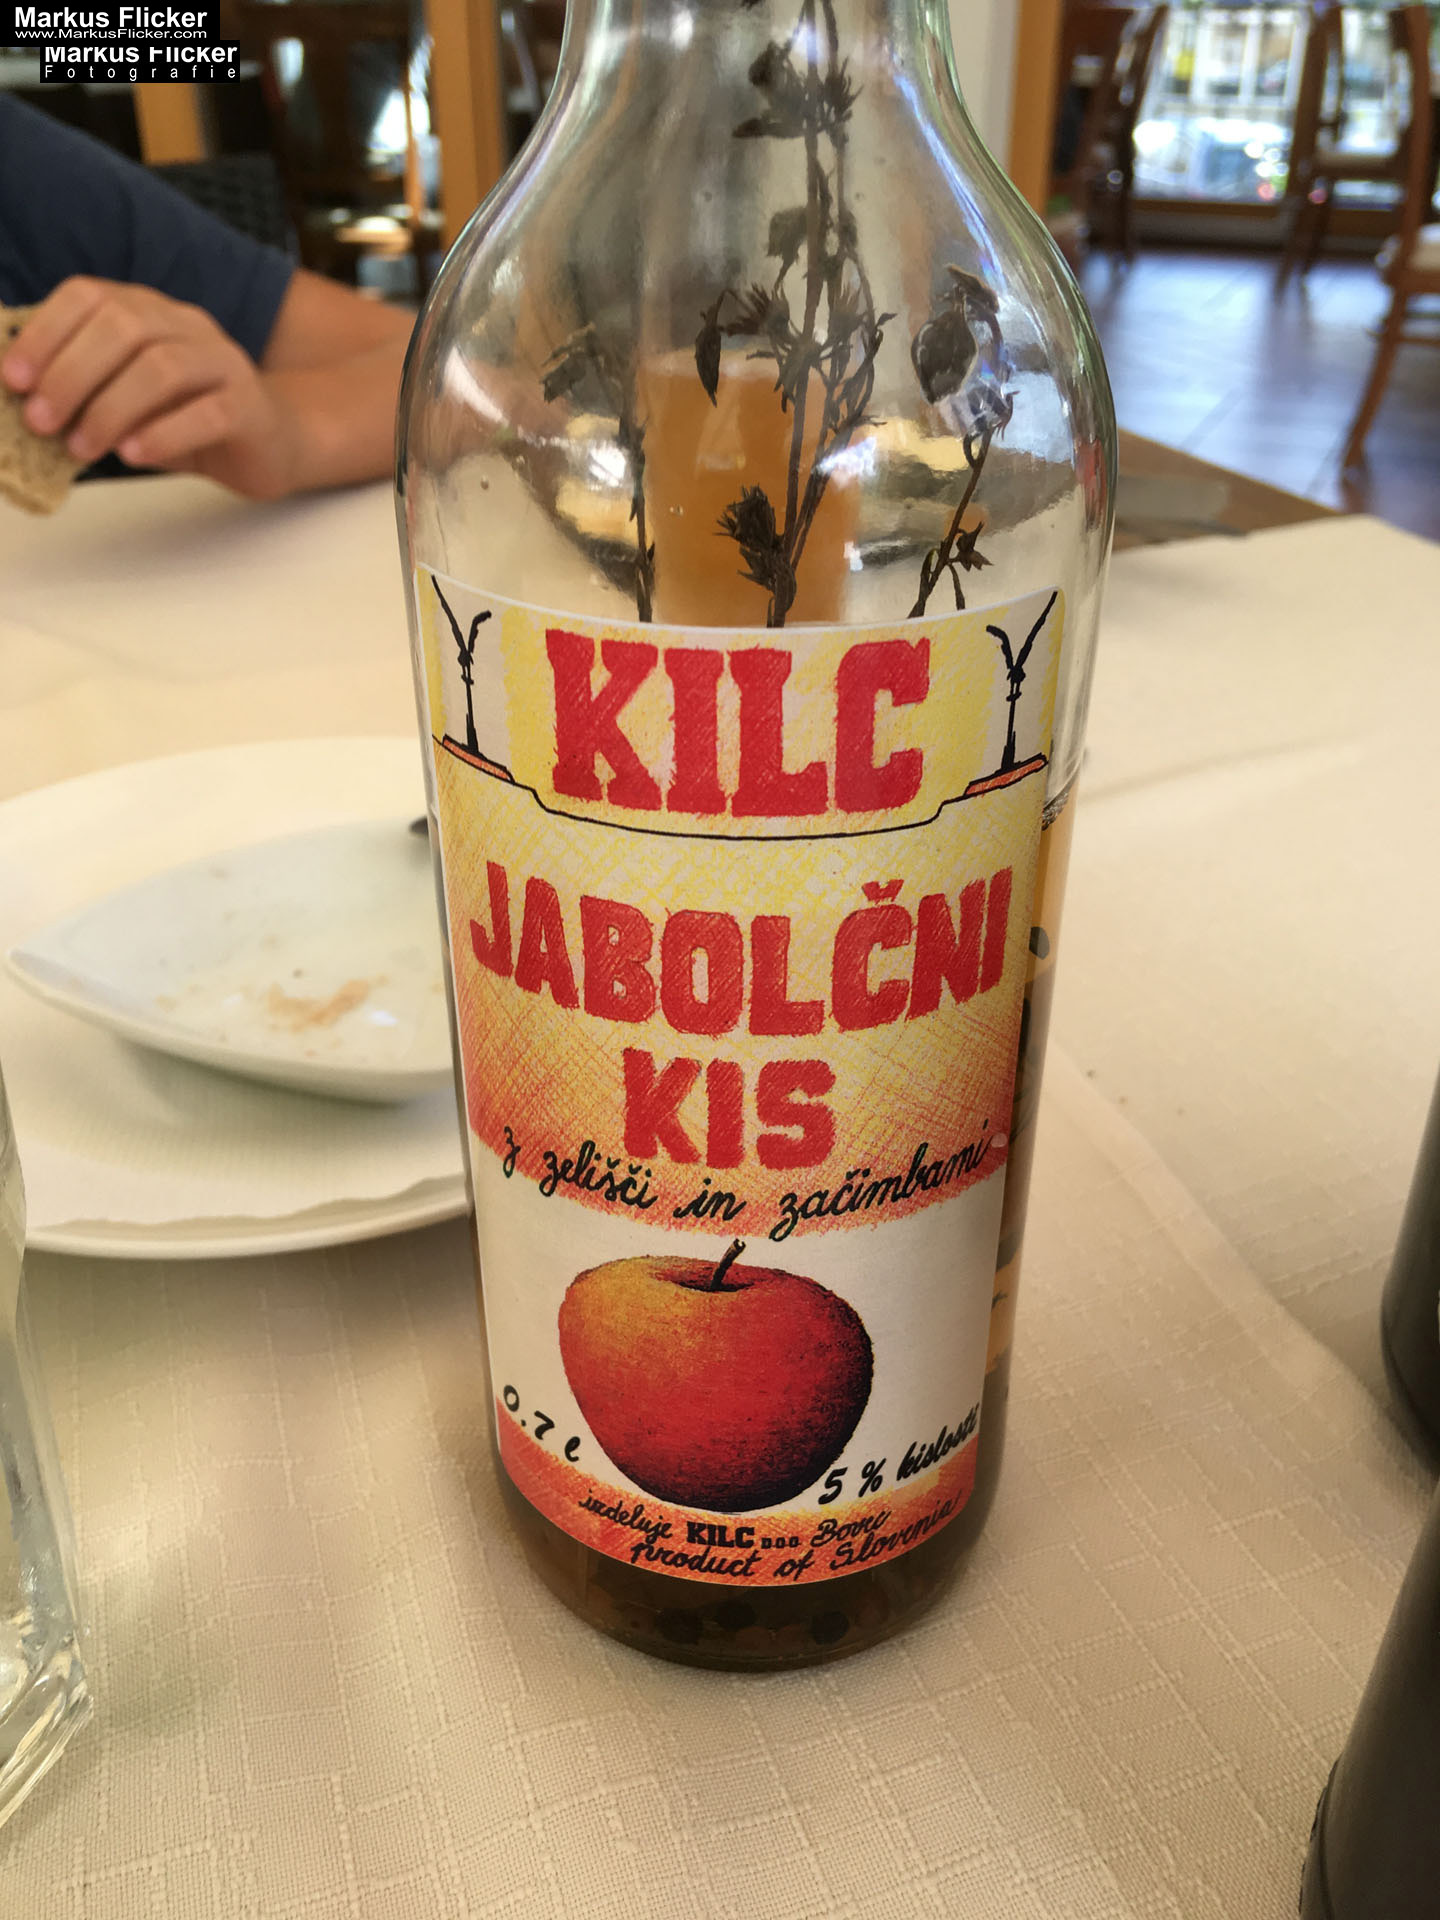 Markus Flicker
www.MarkusFlicker.com
Markus Flicker
Fotografie
KILC
JABOLČNI
KIS
z zelišči in začimbami
0.7 l
5 % kislosti
izdeluje KILC... Bovec
product of Slovenia